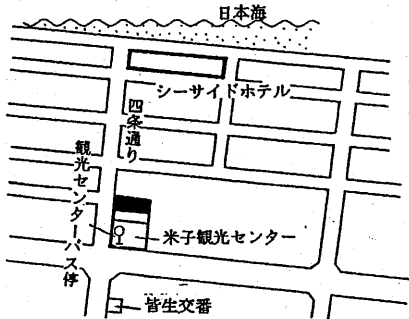 日本海
シーサイドホテル
四条通り
観光センターバス停
米子観光センター
皆生交番